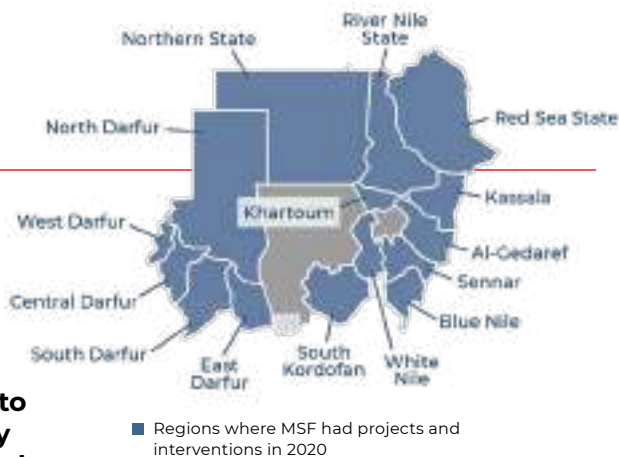 River Nile
State
Northern State
North Darfur
Red Sea State
Khartoum
Kassala
West Darfur
Al-Gedaref
Sennar
Central Darfur
Blue Nile
South Darfur
East
Darfur
South
Kordofan
White
Nile
to
y
Regions where MSF had projects and
interventions in 2020